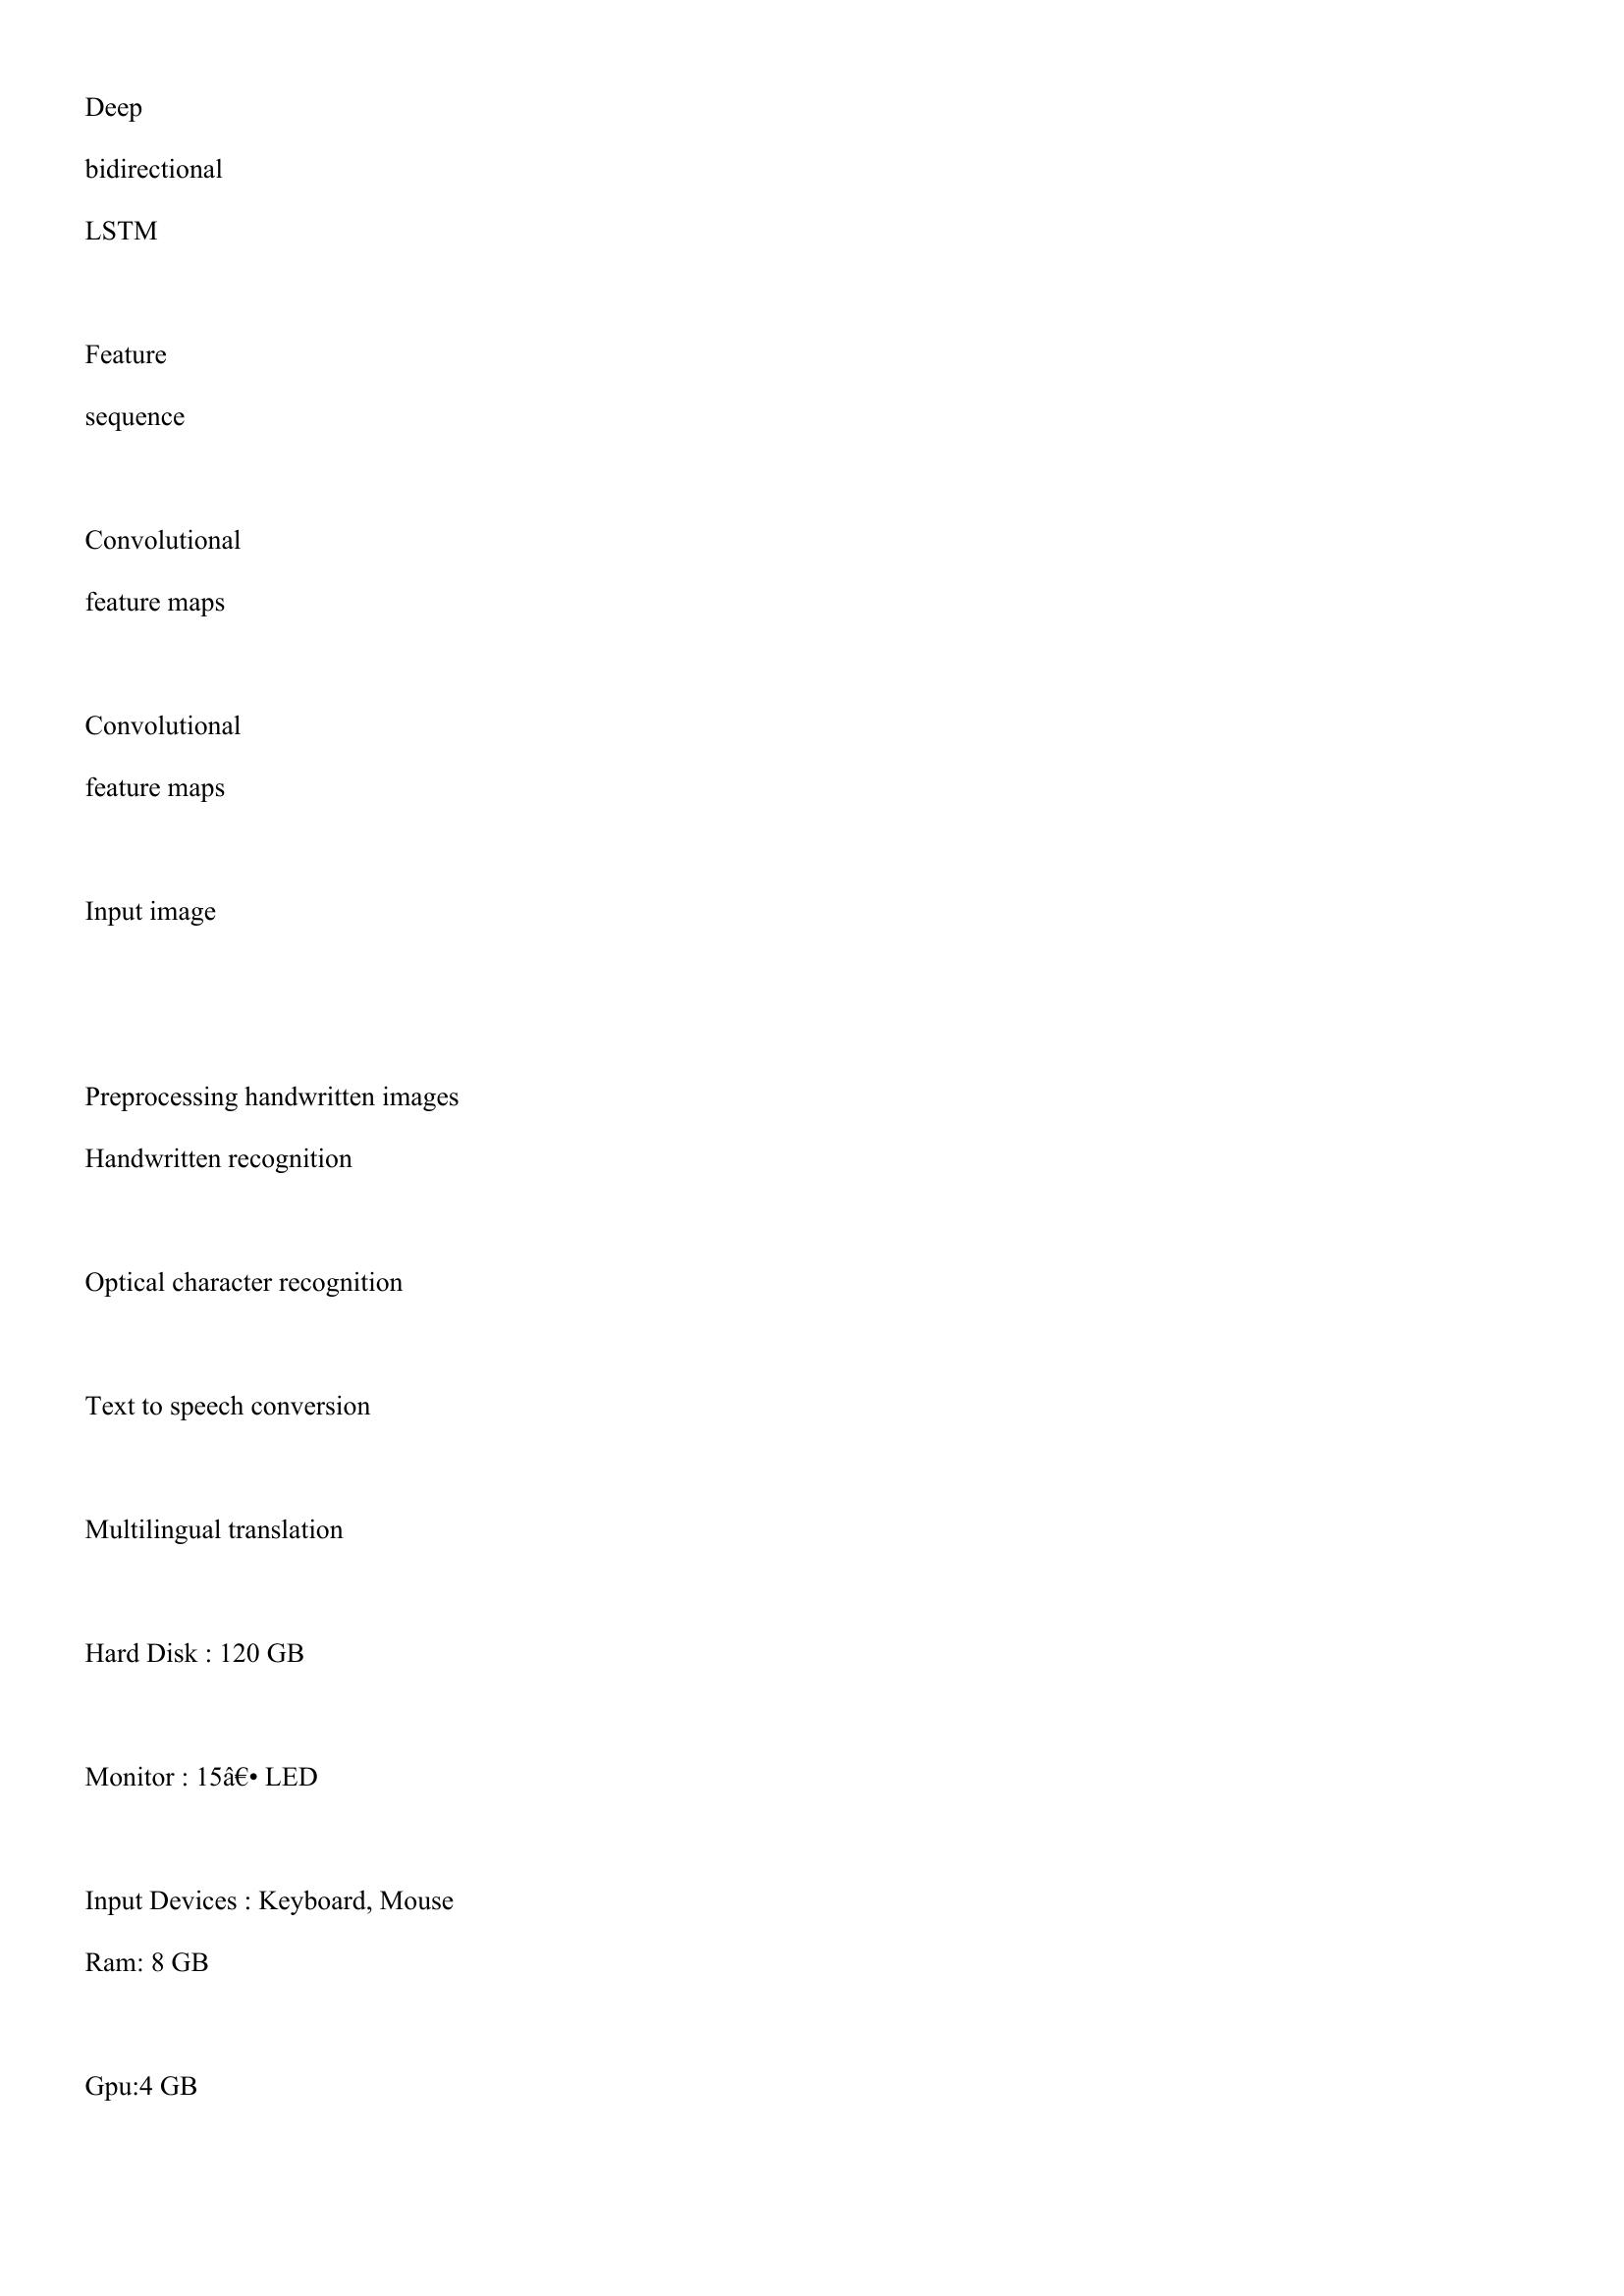 Deep
bidirectional
LSTM
Feature
sequence
Convolutional
feature maps
Convolutional
feature maps
Input image
Preprocessing handwritten images
Handwritten recognition
Optical character recognition
Text to speech conversion
Multilingual translation
Hard Disk : 120 GB
Monitor : 15â€• LED
Input Devices : Keyboard, Mouse
Ram: 8 GB
Gpu:4 GB